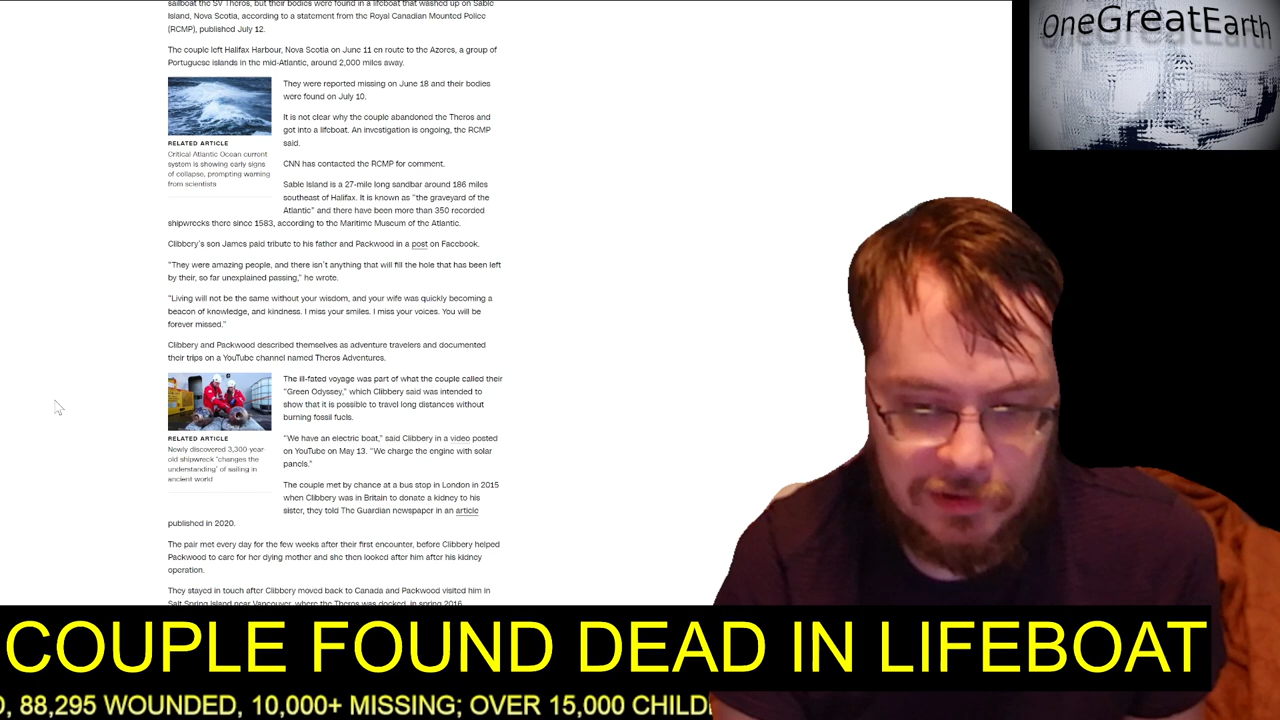 sailboat the SV Theros, but their bodies were found in a lifeboat that washed up on Sable
Island, Nova Scotia, according to a statement from the Royal Canadian Mounted Police
(RCMP), published July 12.
The couple left Halifax Harbour, Nova Scotia on June 11 en route to the Azores, a group of
Portuguese islands in the mid-Atlantic, around 2,000 miles away.
They were reported missing on June 18 and their bodies
were found on July 10.
It is not clear why the couple abandoned the Theros and
got into a lifeboat. An investigation is ongoing, the RCMP
said.
CNN has contacted the RCMP for comment.
RELATED ARTICLE
Critical Atlantic Ocean current
system is showing early signs
of collapse, prompting warning
from scientists
Sable Island is a 27-mile long sandbar around 186 miles
southeast of Halifax. It is known as "the graveyard of the
Atlantic" and there have been more than 350 recorded
shipwrecks there since 1583, according to the Maritime Museum of the Atlantic.
Clibbery's son James paid tribute to his father and Packwood in a post on Facebook.
"They were amazing people, and there isn't anything that will fill the hole that has been left
by their, so far unexplained passing," he wrote.
"Living will not be the same without your wisdom, and your wife was quickly becoming a
beacon of knowledge, and kindness. I miss your smiles. I miss your voices. You will be
forever missed."
Clibbery and Packwood described themselves as adventure travelers and documented
their trips on a YouTube channel named Theros Adventures.
The ill-fated voyage was part of what the couple called their
"Green Odyssey," which Clibbery said was intended to
show that it is possible to travel long distances without
burning fossil fuels.
RELATED ARTICLE
Newly discovered 3,300-year-
old shipwreck 'changes the
understanding' of sailing in
ancient world
"We have an electric boat," said Clibbery in a video posted
on YouTube on May 13. "We charge the engine with solar
panels."
The couple met by chance at a bus stop in London in 2015
when Clibbery was in Britain to donate a kidney to his
sister, they told The Guardian newspaper in an article
published in 2020.
The pair met every day for the few weeks after their first encounter, before Clibbery helped
Packwood to care for her dying mother and she then looked after him after his kidney
operation.
They stayed in touch after Clibbery moved back to Canada and Packwood visited him in
Salt Spring Island near Vancouver, where the Theros was docked, in spring 2016.
OneGreatEarth
COUPLE FOUND DEAD IN LIFEBOAT
, 88,295 WOUNDED, 10,000+ MISSING; OVER 15,000 CHILD